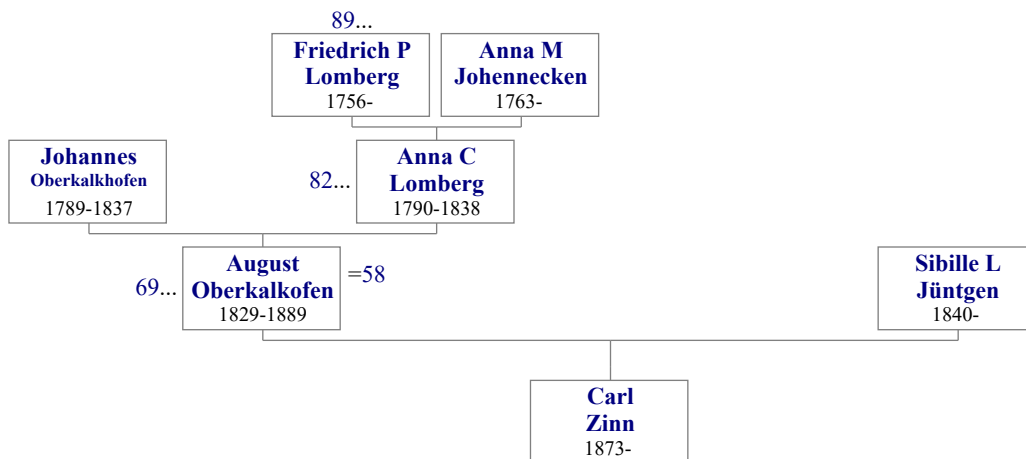 89...
Friedrich P
Lomberg
1756-
Anna M
Johennecken
1763-
Johannes
Oberkalkhofen
1789-1837
82...
Anna C
Lomberg
1790-1838
69...
August
Oberkalkofen
1829-1889
=58
Sibille L
Jüntgen
1840-
Carl
Zinn
1873-